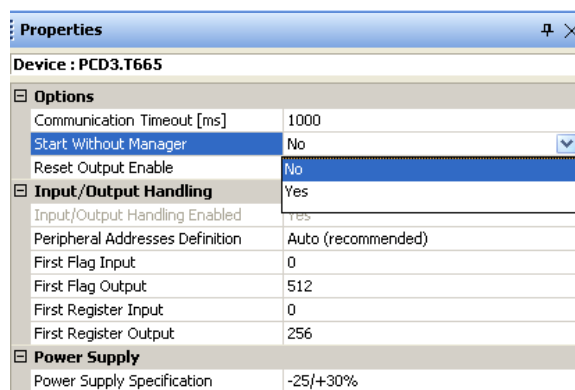 Properties
Device : PCD3.T665
Options
Communication Timeout [ms] 1000
Start Without Manager No
Reset Output Enable No
Yes
Input/Output Handling
Input/Output Handling Enabled Yes
Peripheral Addresses Definition Auto (recommended)
First Flag Input 0
First Flag Output 512
First Register Input 0
First Register Output 256
Power Supply
Power Supply Specification -25/+30%